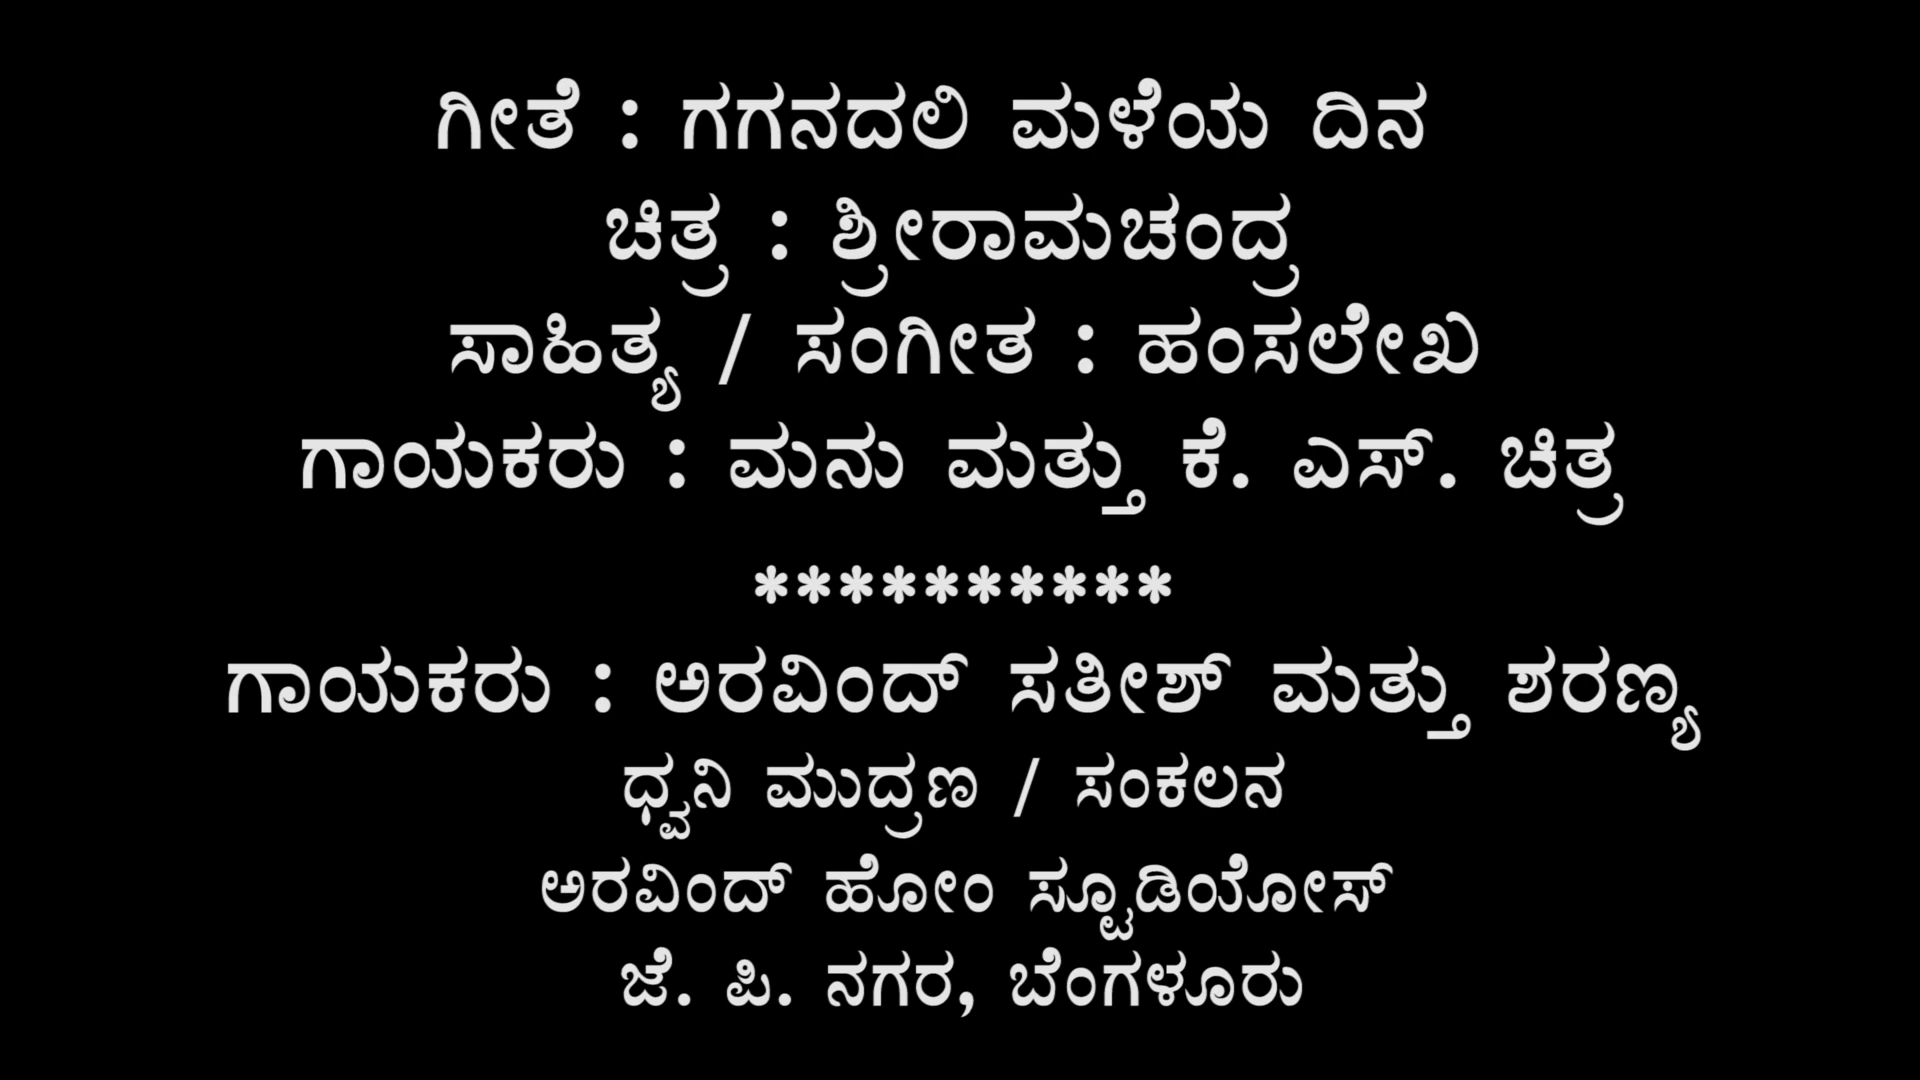 ಗೀತೆ : ಗಗನದಲಿ ಮಳೆಯ ದಿನ
ಚಿತ್ರ : ಶ್ರೀರಾಮಚಂದ್ರ
ಸಾಹಿತ್ಯ / ಸಂಗೀತ : ಹಂಸಲೇಖ
ಗಾಯಕರು : ಮನು ಮತ್ತು ಕೆ. ಎಸ್. ಚಿತ್ರ
**********
ಗಾಯಕರು : ಅರವಿಂದ್ ಸತೀಶ್ ಮತ್ತು ಶರಣ್ಯ
ಧ್ವನಿ ಮುದ್ರಣ / ಸಂಕಲನ
ಅರವಿಂದ್ ಹೋಂ ಸ್ಟೂಡಿಯೋಸ್
ಜೆ. ಪಿ. ನಗರ, ಬೆಂಗಳೂರು